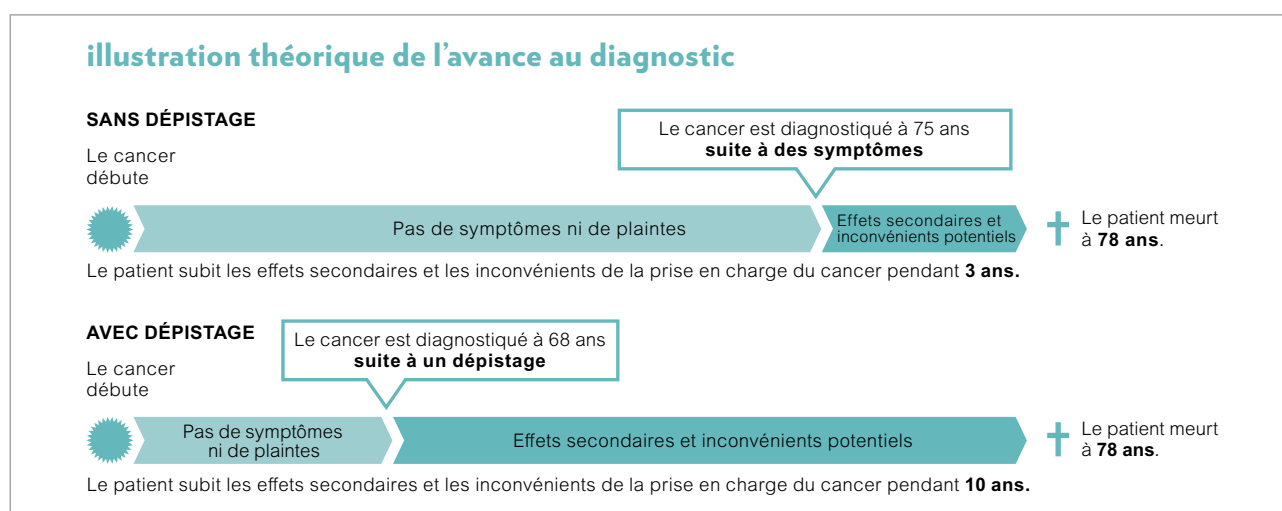 illustration théorique de l'avance au diagnostic
SANS DÉPISTAGE
Le cancer
débute
Le cancer est diagnostiqué à 75 ans
suite à des symptômes
Pas de symptômes ni de plaintes
Effets secondaires et
inconvénients potentiels
Le patient meurt
à 78 ans.
Le patient subit les effets secondaires et les inconvénients de la prise en charge du cancer pendant 3 ans.
AVEC DÉPISTAGE
Le cancer
débute
Le cancer est diagnostiqué à 68 ans
suite à un dépistage
Pas de symptômes
ni de plaintes
Effets secondaires et inconvénients potentiels
Le patient meurt
à 78 ans.
Le patient subit les effets secondaires et les inconvénients de la prise en charge du cancer pendant 10 ans.